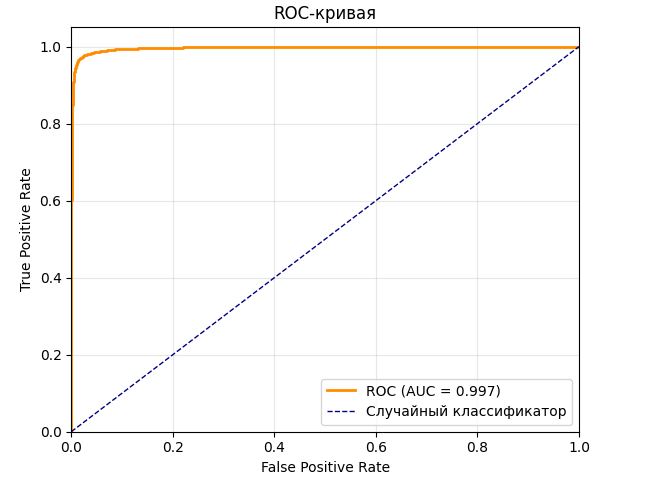 ROC-кривая
True Positive Rate
1.0
0.8
0.6
0.4
0.2
0.0
0.0 0.2 0.4 0.6 0.8 1.0
False Positive Rate
ROC (AUC = 0.997)
Случайный классификатор